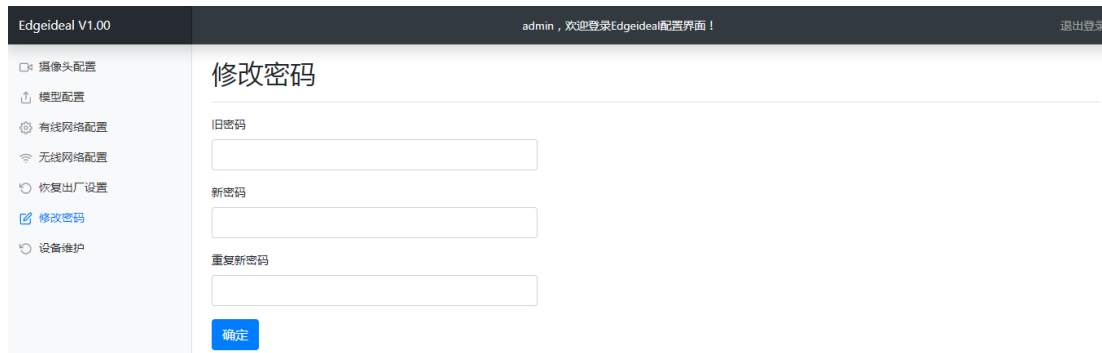 Edgeideal V1.00
admin，欢迎登录Edgeideal配置界面！
退出登录
摄像头配置
模型配置
有线网络配置
无线网络配置
恢复出厂设置
修改密码
设备维护
修改密码
旧密码
新密码
重复新密码
确定